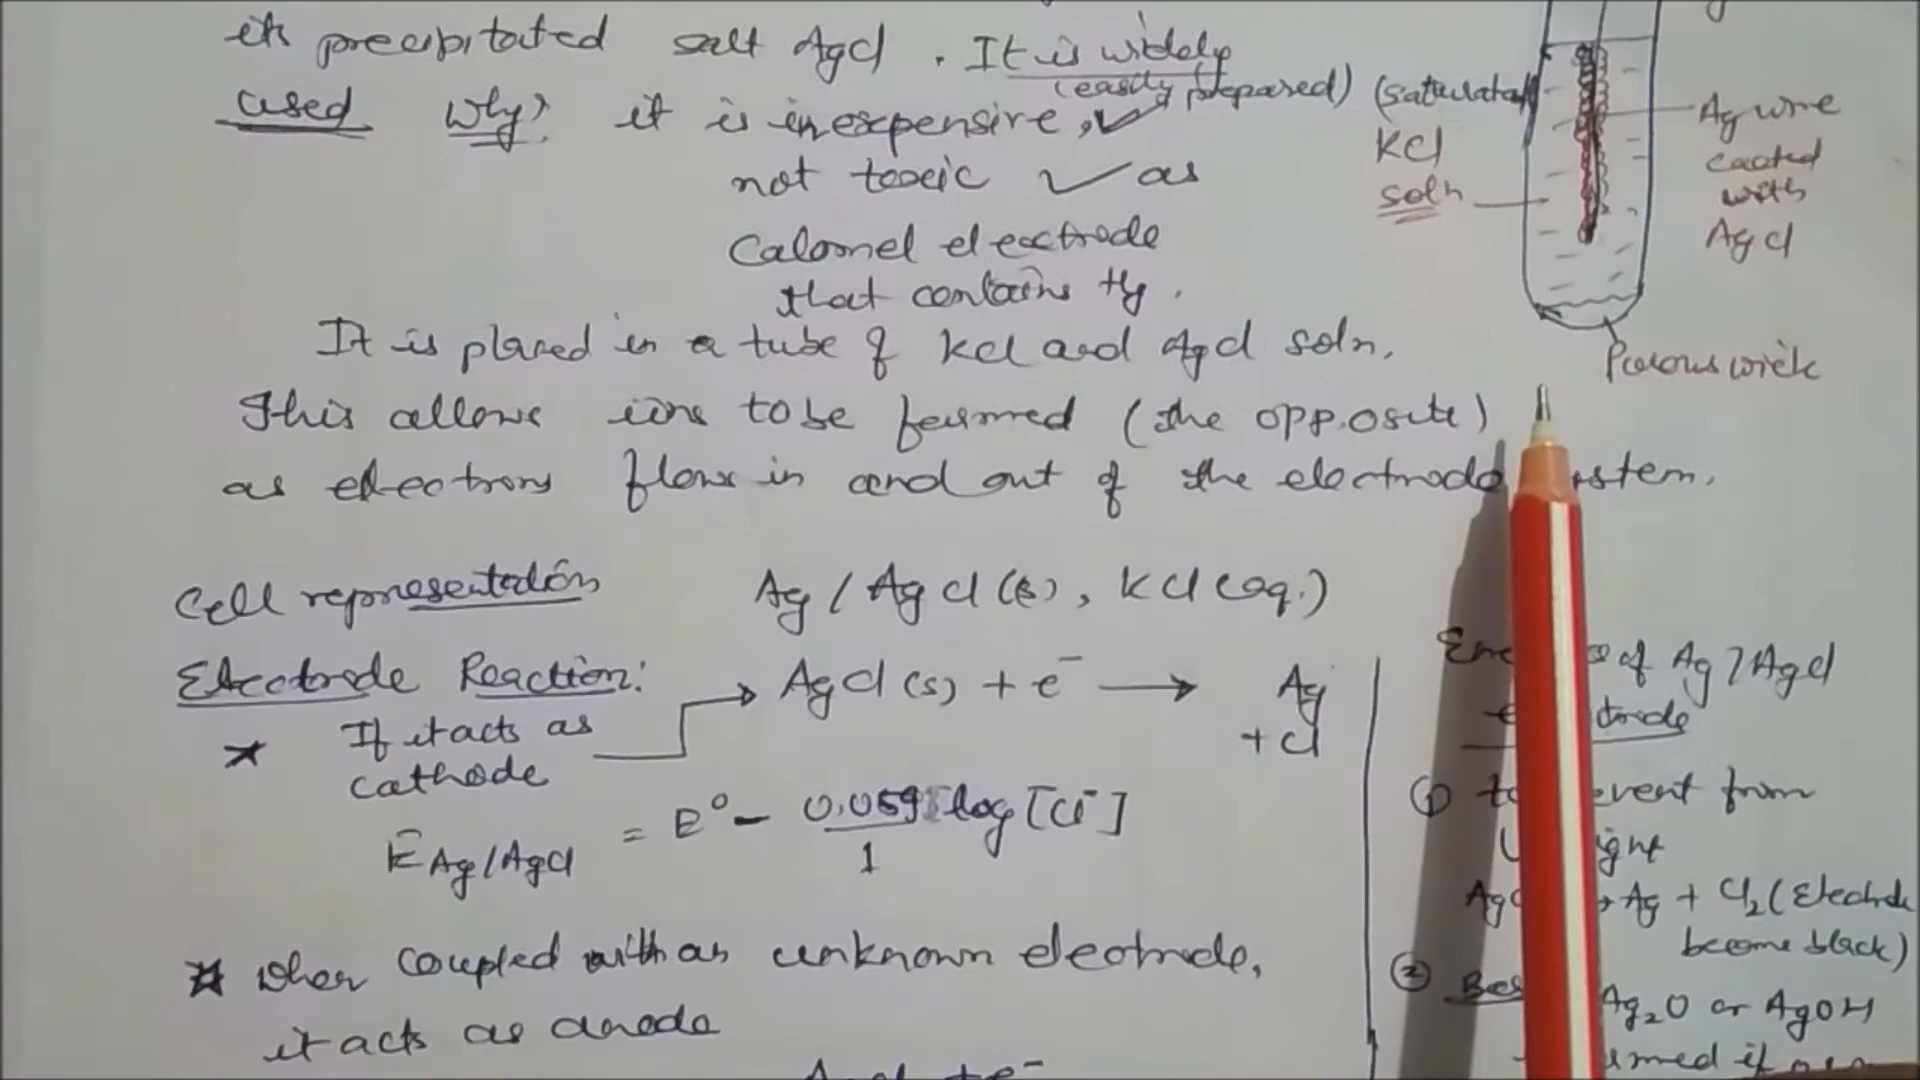 its precipitated salt AgCl. It is widely
used Why? it is inexpensive, (easily prepared)
not toxic as
Calomel electrode
that contains Hg.
(saturated)
KCl
soln
Ag wire
coated
with
AgCl
Porous wick
It is placed in a tube of KCl and AgCl soln.
This allows ions to be formed (the opposite)
as electrons flow in and out of the electrode stem.
Cell representation Ag / AgCl (s), KCl (aq.)
Electrode Reaction: AgCl (s) + e⁻ → Ag
+ Cl
* If it acts as
cathode
E Ag/AgCl = E° - 0.0591/1 log [Cl⁻]
* When coupled with an unknown electrode,
it acts as anode
of Ag/AgCl
① event from
AgC → Ag + Cl₂ (Electrode
become black)
② Ag₂O or AgOH